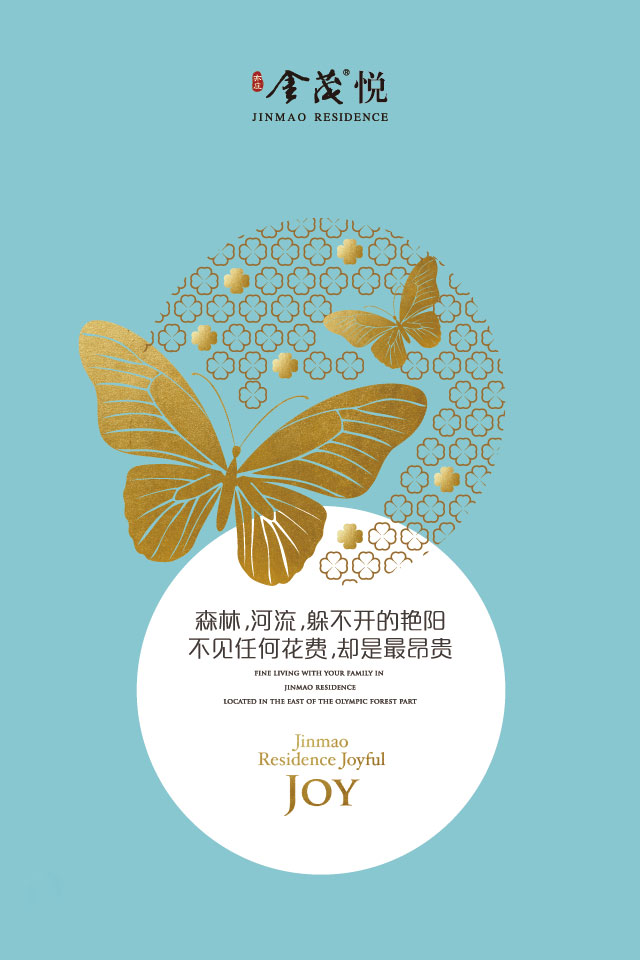 金茂®悦
JINMAO RESIDENCE
森林,河流,躲不开的艳阳
不见任何花费,却是最昂贵
FINE LIVING WITH YOUR FAMILY IN
JINMAO RESIDENCE
LOCATED IN THE EAST OF THE OLYMPIC FOREST PART
Jinmao
Residence Joyful
JOY